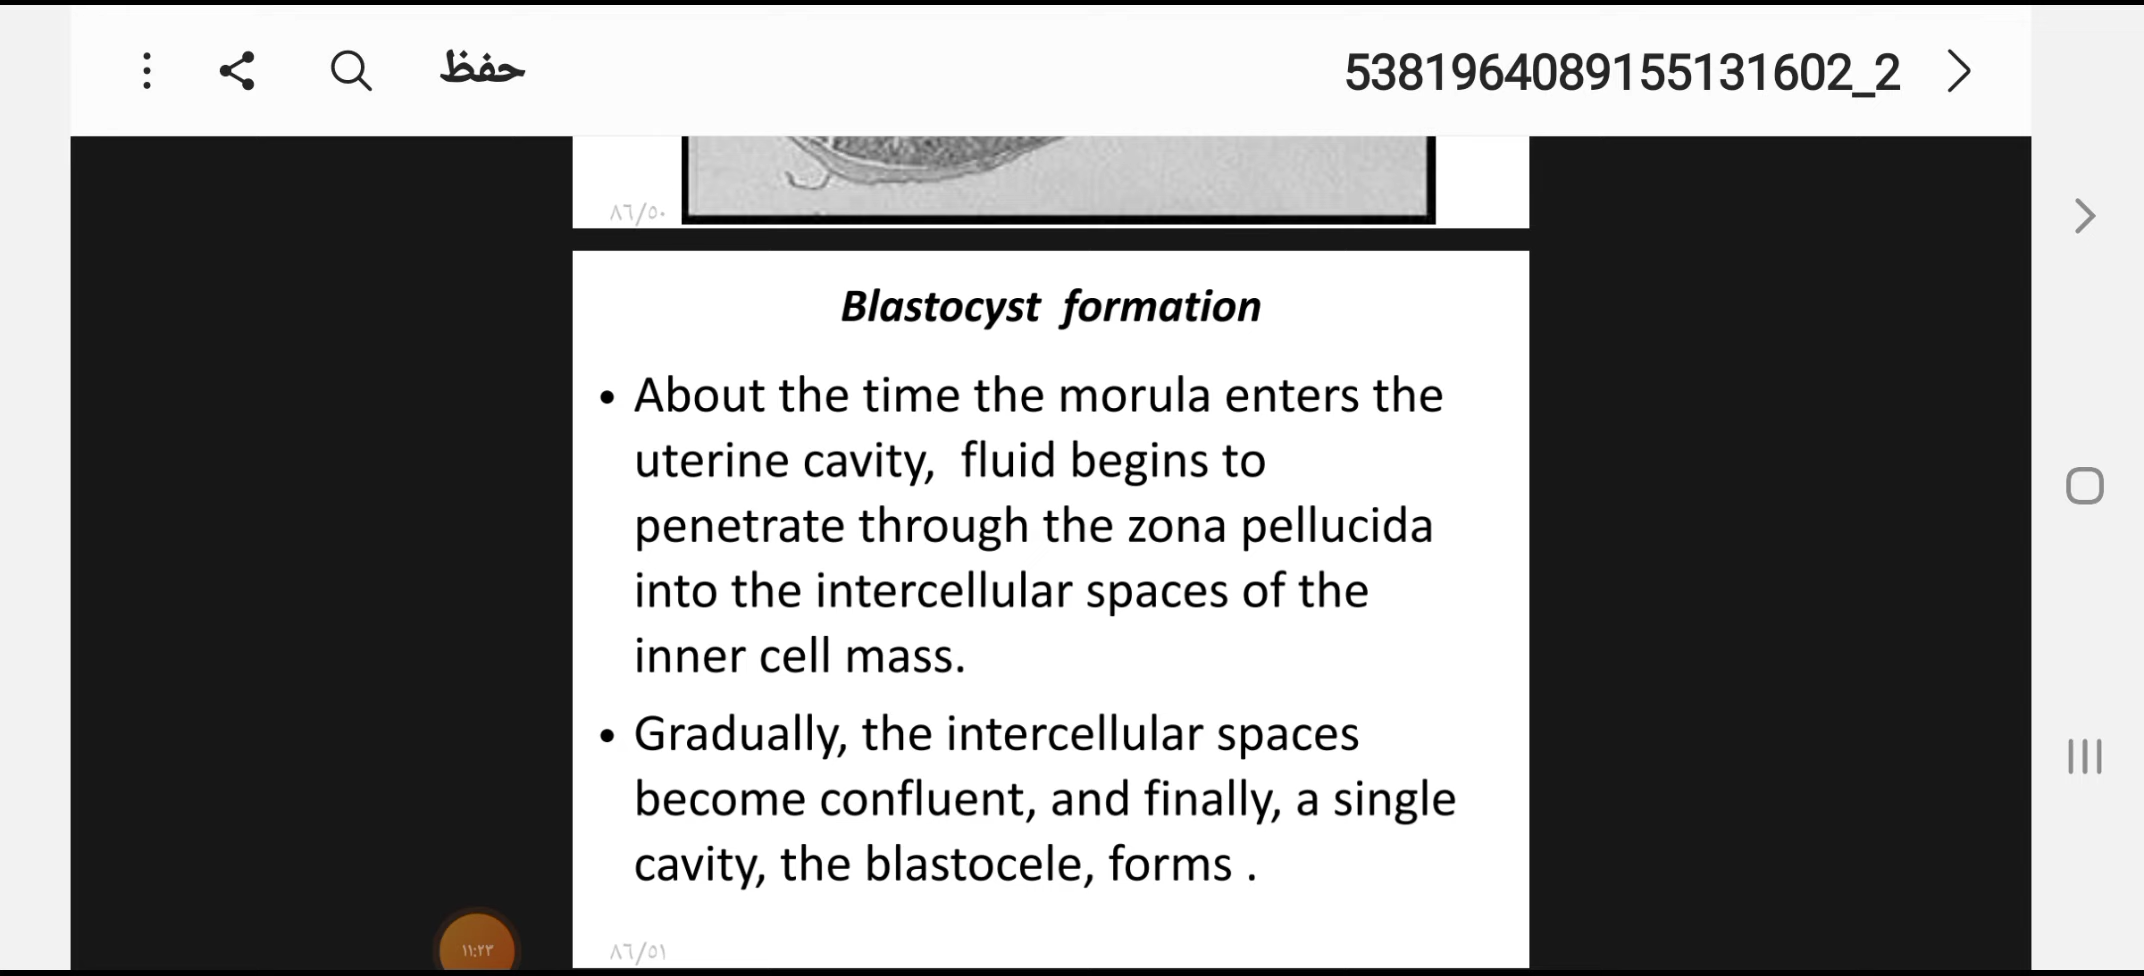 حفظ
5381964089155131602_2
٨٦/٥٠
Blastocyst formation
• About the time the morula enters the
uterine cavity, fluid begins to
penetrate through the zona pellucida
into the intercellular spaces of the
inner cell mass.
• Gradually, the intercellular spaces
become confluent, and finally, a single
cavity, the blastocele, forms .
١١:٢٣
٨٦/٥١